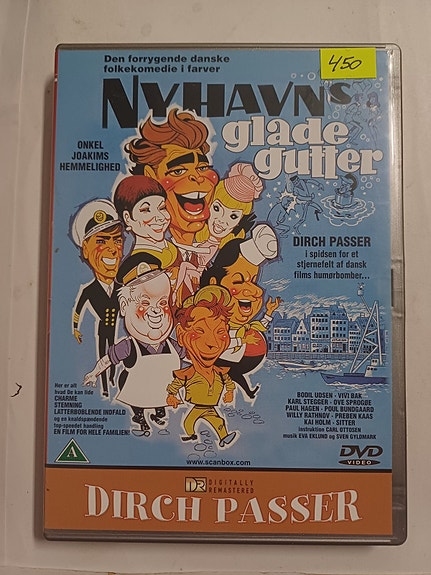 Den forrygende danske
folkekomedie i farver
450
NYHAVNS
glade
gutter
ONKEL
JOAKIMS
HEMMELIGHED
DIRCH PASSER
i spidsen for et
stjernefelt af dansk
films humørbomber...
Her er alt
hvad De kan lide
CHARME
STEMNING
LATTERBOBLENDE INDFALD
og en knaldspændende
top-speedet handling
EN FILM FOR HELE FAMILIEN!
BODIL UDSEN - VIVI BAK
KARL STEGGER - OVE SPROGØE
PAUL HAGEN - POUL BUNDGAARD
WILLY RATHNOV - PREBEN KAAS
KAI HOLM - SITTER
instruktion CARL OTTOSEN
musik EVA EKLUND og SVEN GYLDMARK
A
www.scanbox.com
DVD
VIDEO
DR DIGITALLY
REMASTERED
DIRCH PASSER